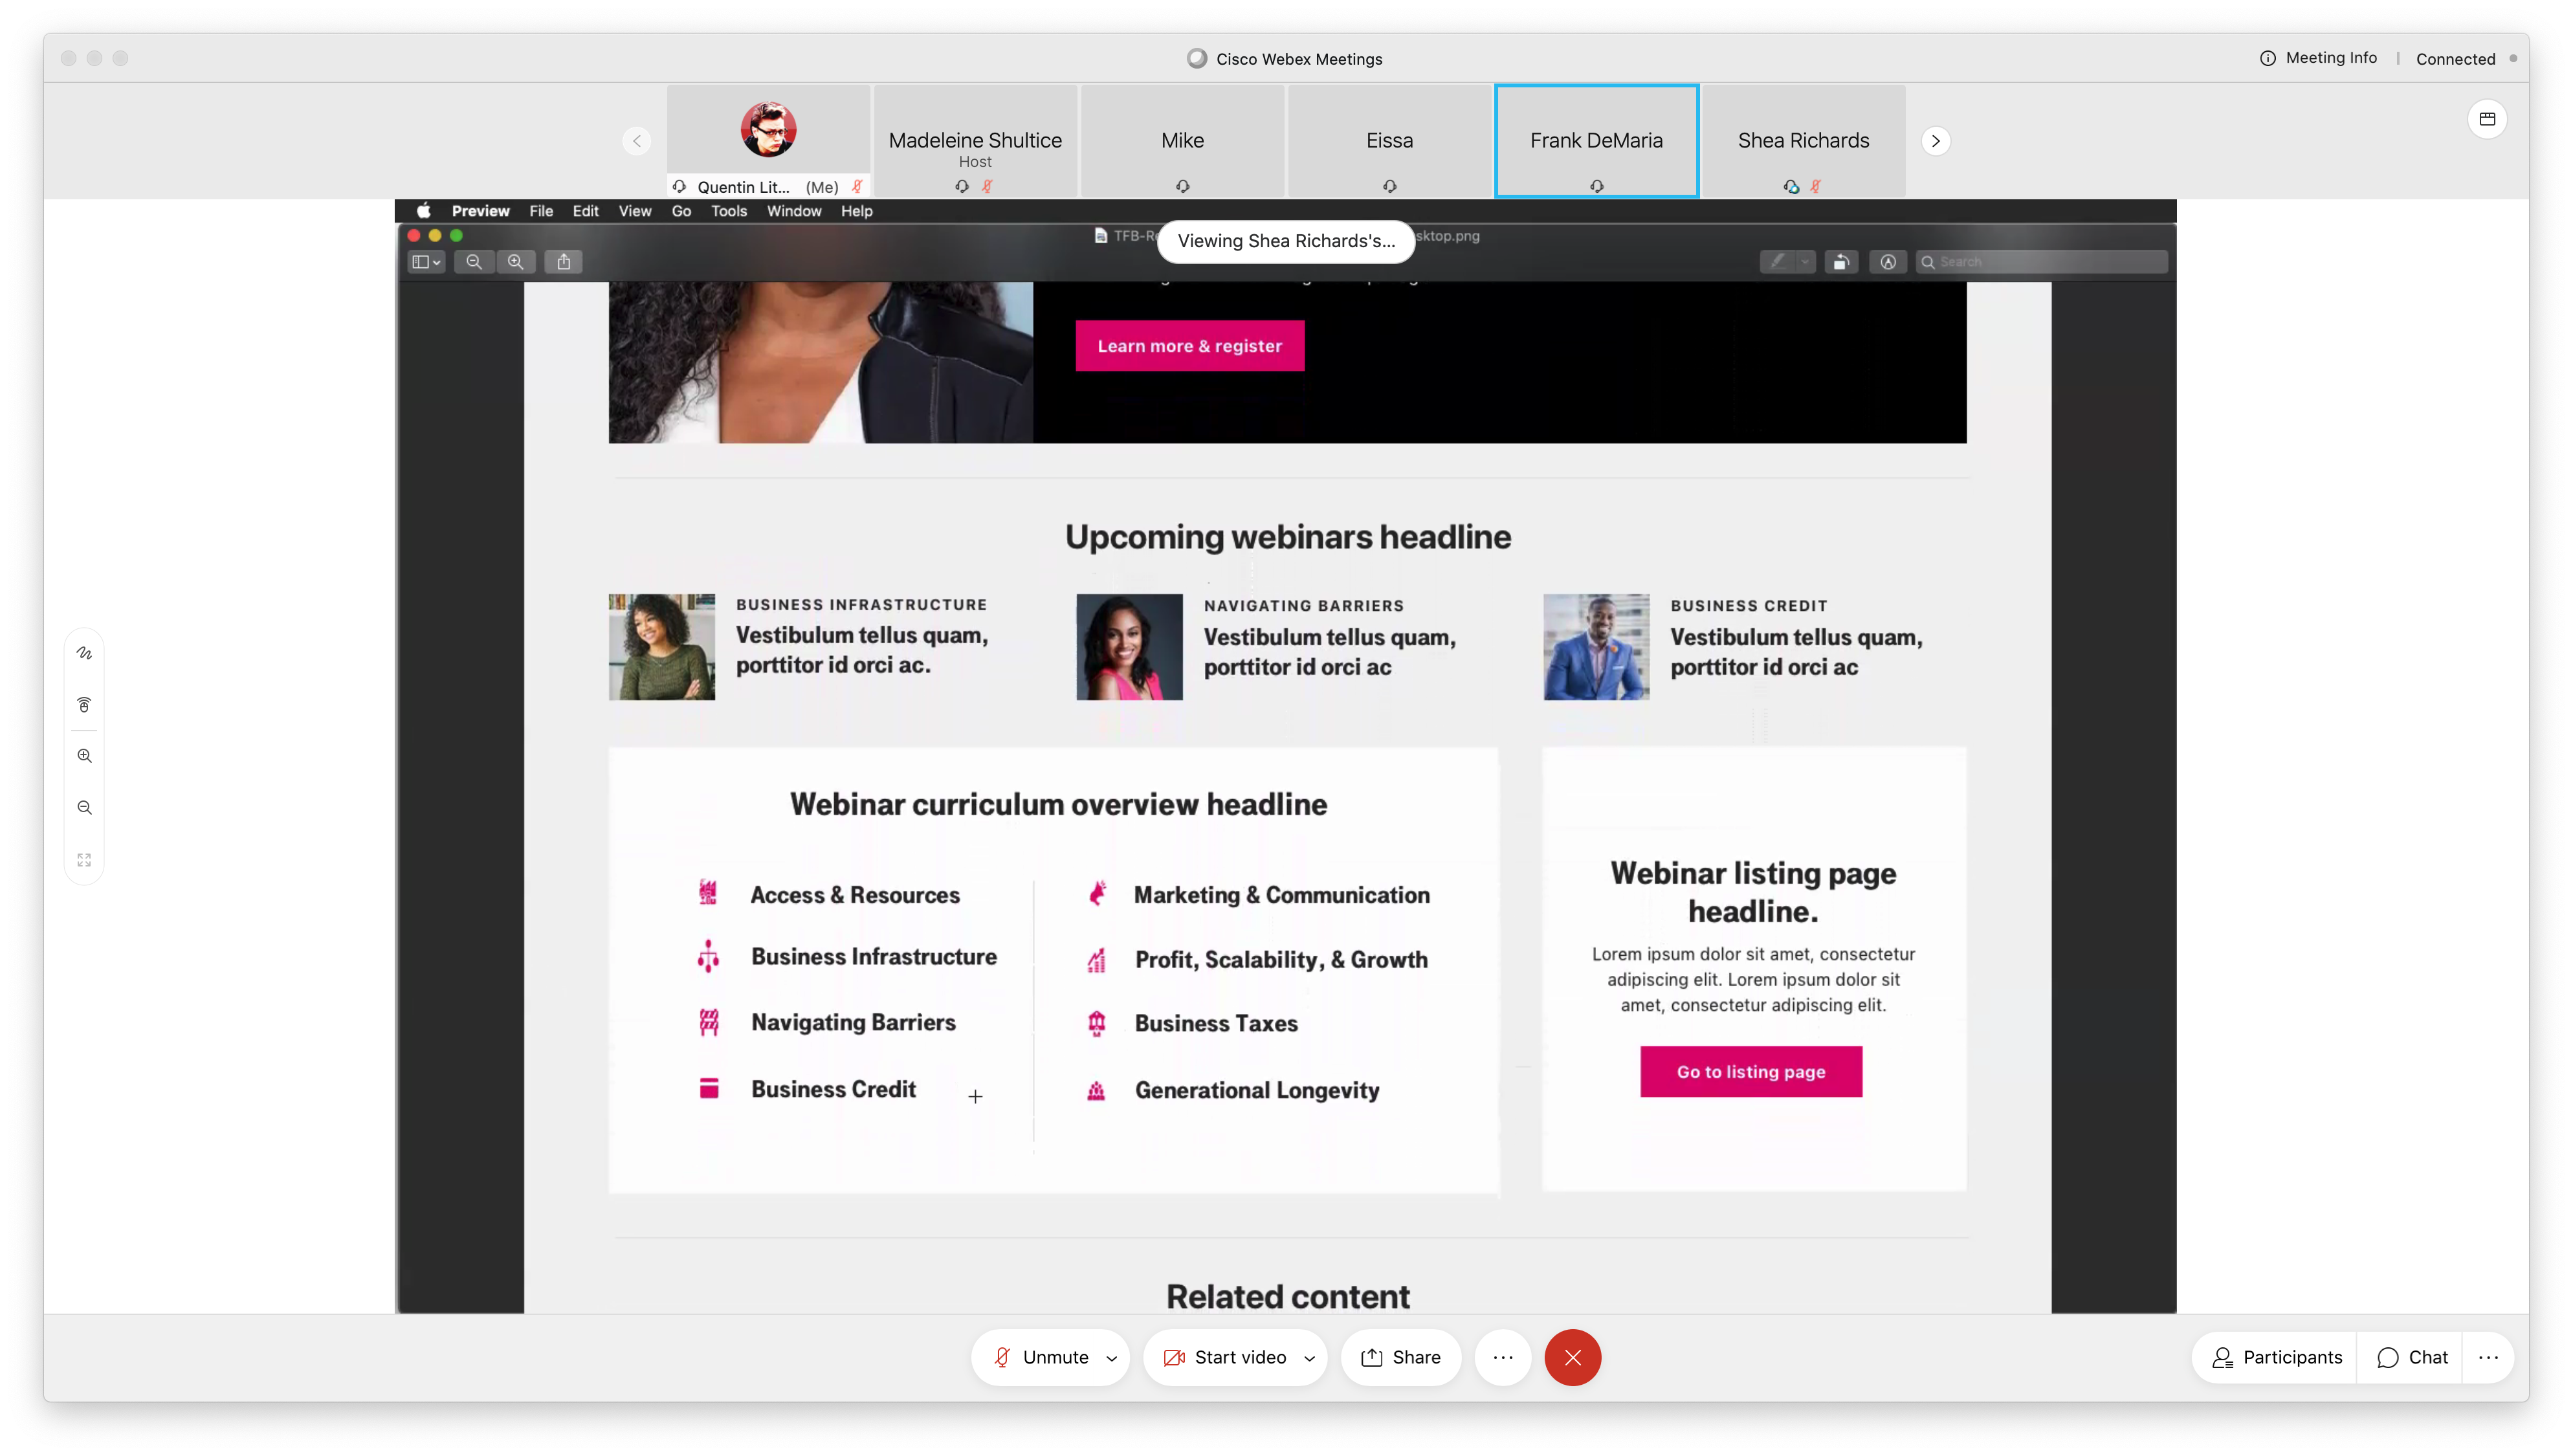 Cisco Webex Meetings
Meeting Info
Connected
Quentin Lit... (Me)
Madeleine Shultice
Host
Mike
Eissa
Frank DeMaria
Shea Richards
Preview File Edit View Go Tools Window Help
Viewing Shea Richards's...
sktop.png
Search
Learn more & register
Upcoming webinars headline
BUSINESS INFRASTRUCTURE
Vestibulum tellus quam,
porttitor id orci ac.
NAVIGATING BARRIERS
Vestibulum tellus quam,
porttitor id orci ac
BUSINESS CREDIT
Vestibulum tellus quam,
porttitor id orci ac
Webinar curriculum overview headline
Access & Resources
Business Infrastructure
Navigating Barriers
Business Credit
Marketing & Communication
Profit, Scalability, & Growth
Business Taxes
Generational Longevity
Webinar listing page
headline.
Lorem ipsum dolor sit amet, consectetur
adipiscing elit. Lorem ipsum dolor sit
amet, consectetur adipiscing elit.
Go to listing page
Related content
Unmute
Start video
Share
Participants
Chat